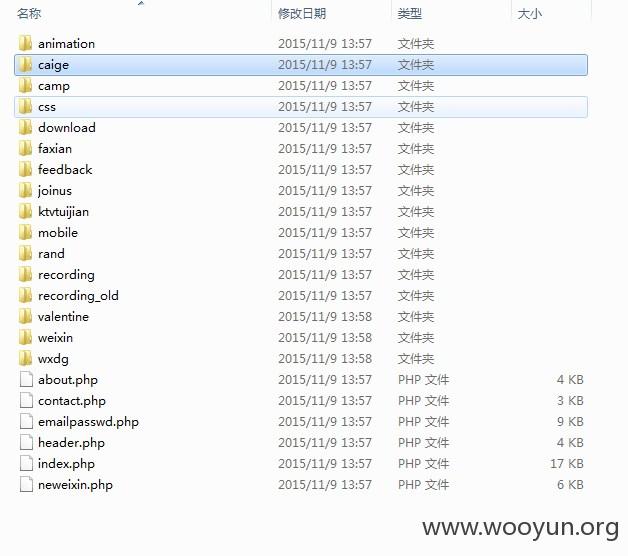 名称 修改日期 类型 大小
animation 2015/11/9 13:57 文件夹
caige 2015/11/9 13:57 文件夹
camp 2015/11/9 13:57 文件夹
css 2015/11/9 13:57 文件夹
download 2015/11/9 13:57 文件夹
faxian 2015/11/9 13:57 文件夹
feedback 2015/11/9 13:57 文件夹
joinus 2015/11/9 13:57 文件夹
ktvtuijian 2015/11/9 13:57 文件夹
mobile 2015/11/9 13:57 文件夹
rand 2015/11/9 13:57 文件夹
recording 2015/11/9 13:57 文件夹
recording_old 2015/11/9 13:57 文件夹
valentine 2015/11/9 13:58 文件夹
weixin 2015/11/9 13:58 文件夹
wxdg 2015/11/9 13:58 文件夹
about.php 2015/11/9 13:57 PHP 文件 4 KB
contact.php 2015/11/9 13:57 PHP 文件 3 KB
emailpasswd.php 2015/11/9 13:57 PHP 文件 9 KB
header.php 2015/11/9 13:57 PHP 文件 4 KB
index.php 2015/11/9 13:57 PHP 文件 17 KB
neweixin.php 2015/11/9 13:57 PHP 文件 6 KB
www.wooyun.org